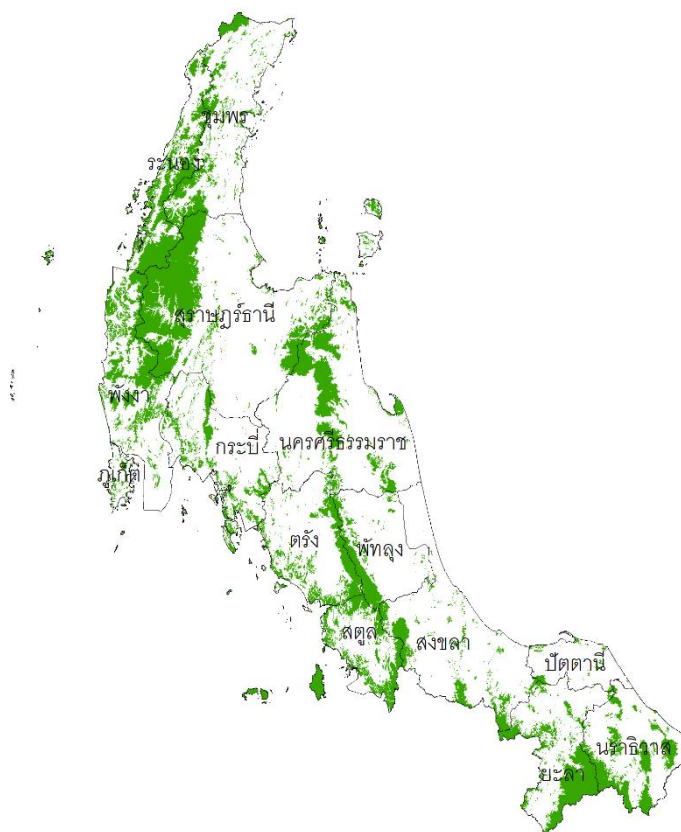 ชุมพร
ระนอง
สุราษฎร์ธานี
พังงา
กระบี่
นครศรีธรรมราช
ภูเก็ต
ตรัง
พัทลุง
สตูล
สงขลา
ปัตตานี
นราธิวาส
ยะลา